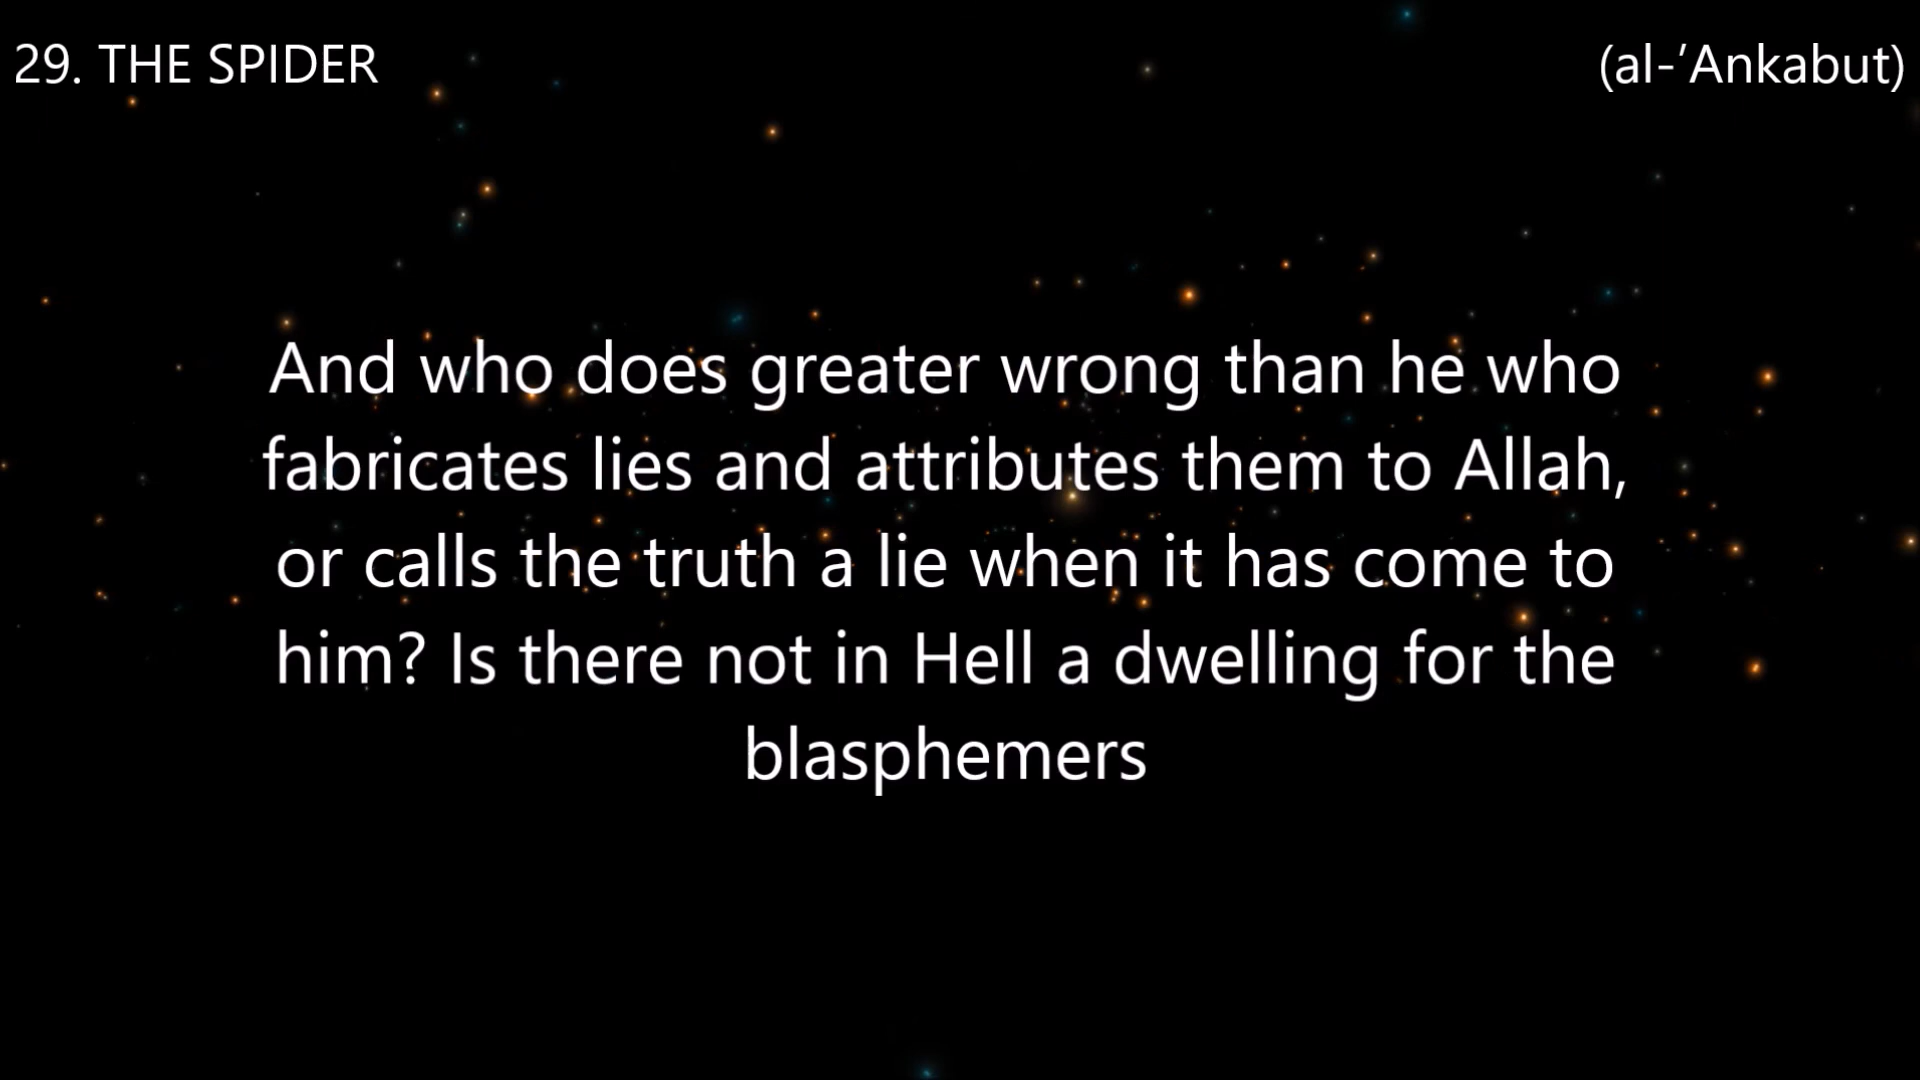 29. THE SPIDER
(al-’Ankabut)
And who does greater wrong than he who
fabricates lies and attributes them to Allah,
or calls the truth a lie when it has come to
him? Is there not in Hell a dwelling for the
blasphemers